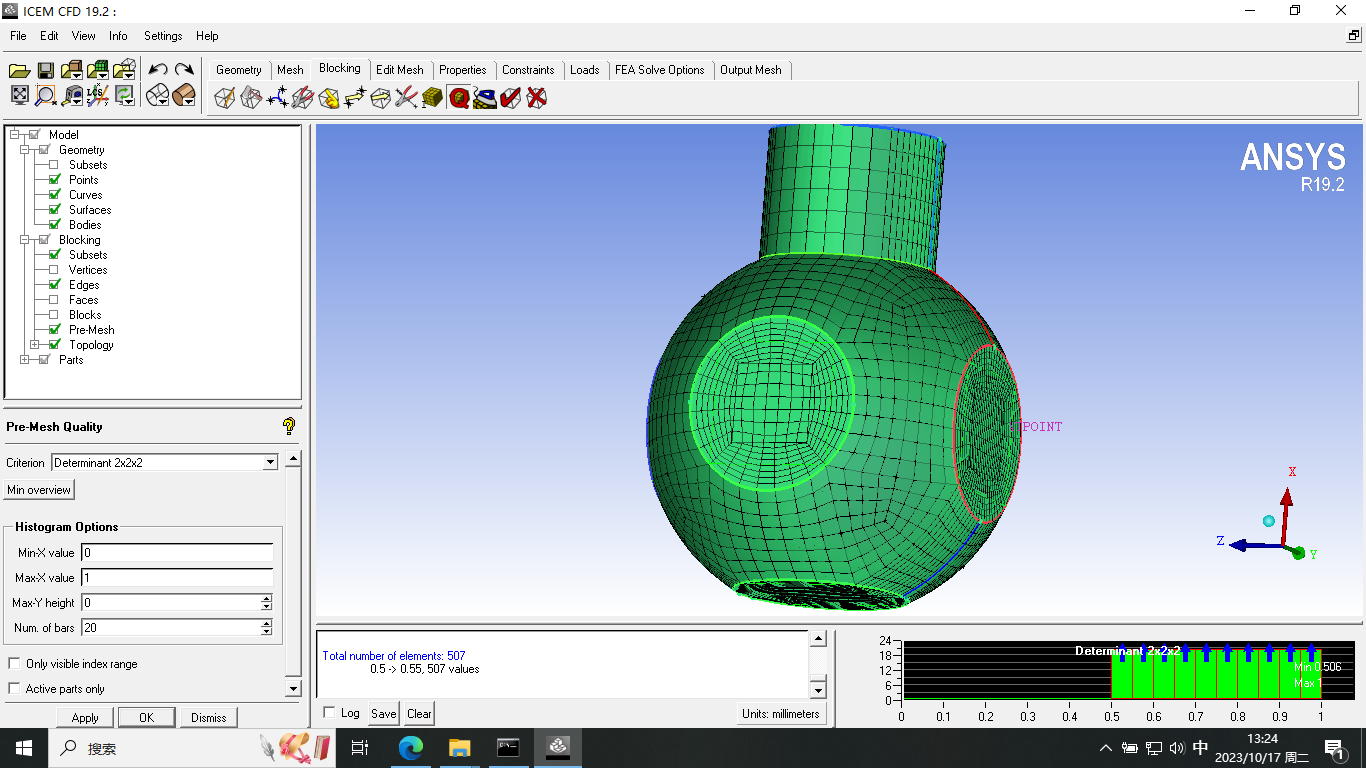 ICEM CFD 19.2 :
File Edit View Info Settings Help
Geometry Mesh Blocking Edit Mesh Properties Constraints Loads FEA Solve Options Output Mesh
Model
Geometry
Subsets
Points
Curves
Surfaces
Bodies
Blocking
Subsets
Vertices
Edges
Faces
Blocks
Pre-Mesh
Topology
Parts
ANSYS
R19.2
POINT
X
Z
Y
Pre-Mesh Quality
Criterion Determinant 2x2x2
Min overview
Histogram Options
Min-X value 0
Max-X value 1
Max-Y height 0
Num. of bars 20
Only visible index range
Active parts only
Apply OK Dismiss
Total number of elements: 507
0.5 -> 0.55, 507 values
Log Save Clear Units: millimeters
Determinant 2x2x2
Min 0.506
Max 1
24
18
12
6
0
0 0.1 0.2 0.3 0.4 0.5 0.6 0.7 0.8 0.9 1
搜索
中
13:24
2023/10/17 周二
1